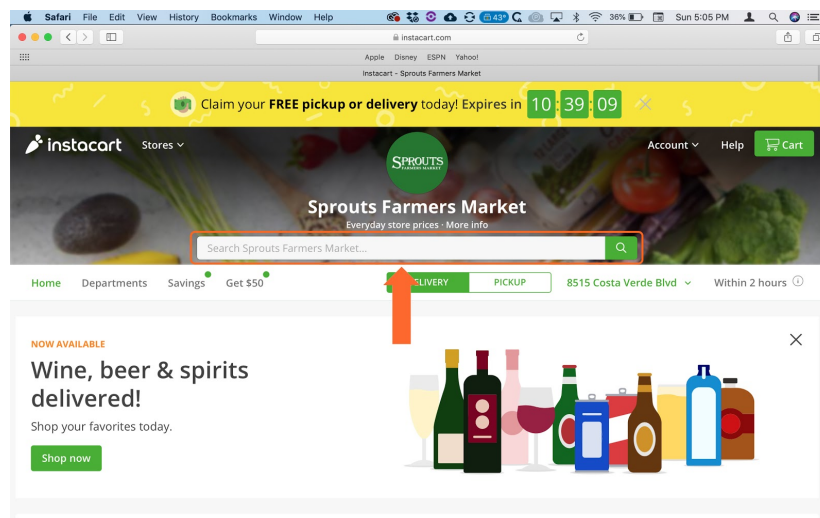 Safari File Edit View History Bookmarks Window Help 43° 36% Sun 5:05 PM
instacart.com
Apple Disney ESPN Yahoo!
Instacart - Sprouts Farmers Market
Claim your FREE pickup or delivery today! Expires in 10 : 39 : 09
instacart Stores Account Help Cart
SPROUTS
FARMERS MARKET
Sprouts Farmers Market
Everyday store prices · More info
Search Sprouts Farmers Market...
Home Departments Savings Get $50 DELIVERY PICKUP 8515 Costa Verde Blvd Within 2 hours
NOW AVAILABLE
Wine, beer & spirits
delivered!
Shop your favorites today.
Shop now